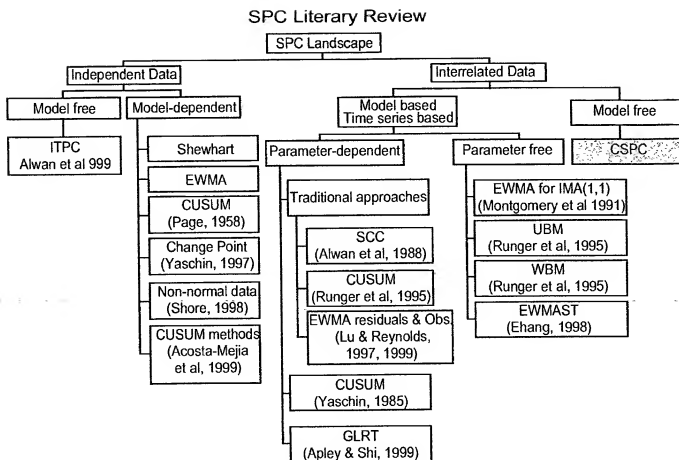 SPC Literary Review
SPC Landscape
Independent Data
Interrelated Data
Model free
Model-dependent
Model based
Time series based
Model free
ITPC
Alwan et al 999
Shewhart
EWMA
CUSUM
(Page, 1958)
Change Point
(Yaschin, 1997)
Non-normal data
(Shore, 1998)
CUSUM methods
(Acosta-Mejia
et al, 1999)
Parameter-dependent
Parameter free
CSPC
Traditional approaches
SCC
(Alwan et al, 1988)
CUSUM
(Runger et al, 1995)
EWMA residuals & Obs.
(Lu & Reynolds,
1997, 1999)
CUSUM
(Yaschin, 1985)
GLRT
(Apley & Shi, 1999)
EWMA for IMA(1,1)
(Montgomery et al 1991)
UBM
(Runger et al, 1995)
WBM
(Runger et al, 1995)
EWMAST
(Ehang, 1998)